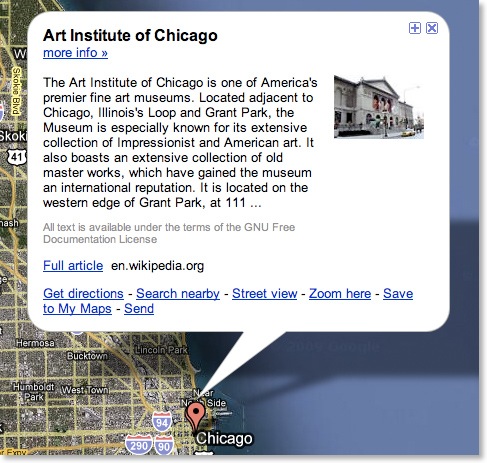 Art Institute of Chicago
more info »
The Art Institute of Chicago is one of America's
premier fine art museums. Located adjacent to
Chicago, Illinois's Loop and Grant Park, the
Museum is especially known for its extensive
collection of Impressionist and American art. It
also boasts an extensive collection of old
master works, which have gained the museum
an international reputation. It is located on the
western edge of Grant Park, at 111 ...
All text is available under the terms of the GNU Free
Documentation License
Full article en.wikipedia.org
Get directions - Search nearby - Street view - Zoom here - Save
to My Maps - Send
Skokie Blvd
41
Hermosa
Lincoln Park
Bucktown
Humboldt
Park
West Town
Near
North Side
94
290
90
Chicago